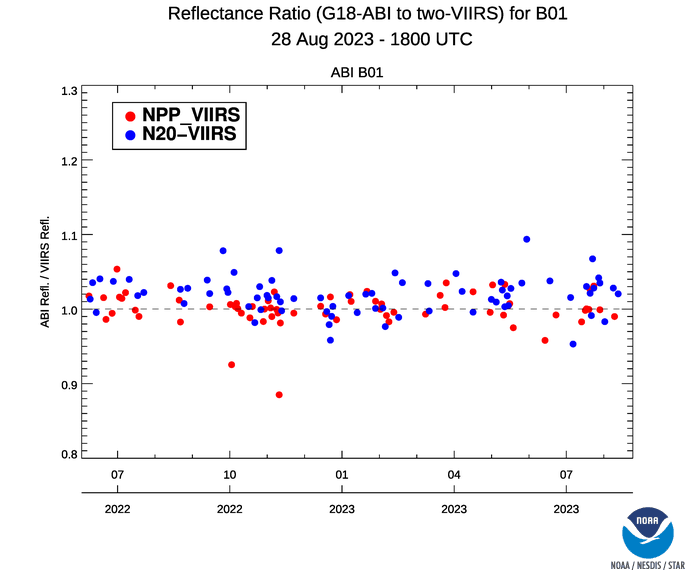 Reflectance Ratio (G18-ABI to two-VIIRS) for B01
28 Aug 2023 - 1800 UTC
ABI B01
1.3
1.2
1.1
1.0
0.9
0.8
ABI Refl. / VIIRS Refl.
NPP_VIIRS
N20-VIIRS
07 10 01 04 07
2022 2022 2023 2023 2023
NOAA
NOAA / NESDIS / STAR